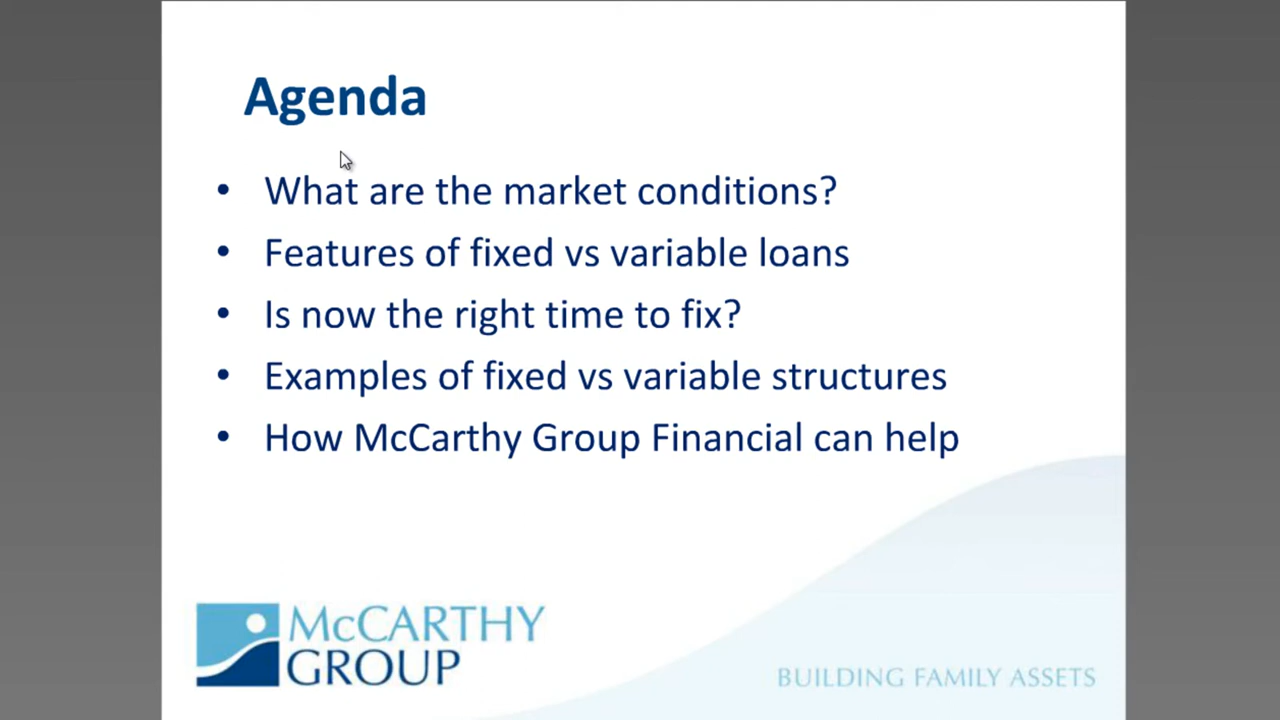 Agenda
• What are the market conditions?
• Features of fixed vs variable loans
• Is now the right time to fix?
• Examples of fixed vs variable structures
• How McCarthy Group Financial can help
McCARTHY
GROUP
BUILDING FAMILY ASSETS